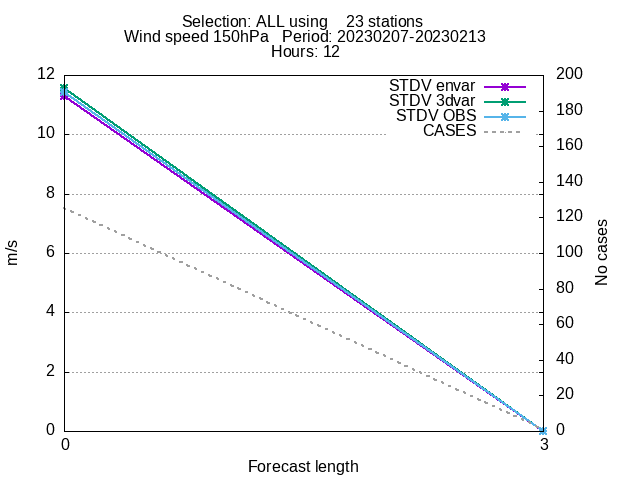 Selection: ALL using    23 stations
Wind speed 150hPa   Period: 20230207-20230213
Hours: 12
STDV envar
STDV 3dvar
STDV OBS
CASES
12
10
8
6
4
2
0
m/s
200
180
160
140
120
100
80
60
40
20
0
No cases
0
3
Forecast length